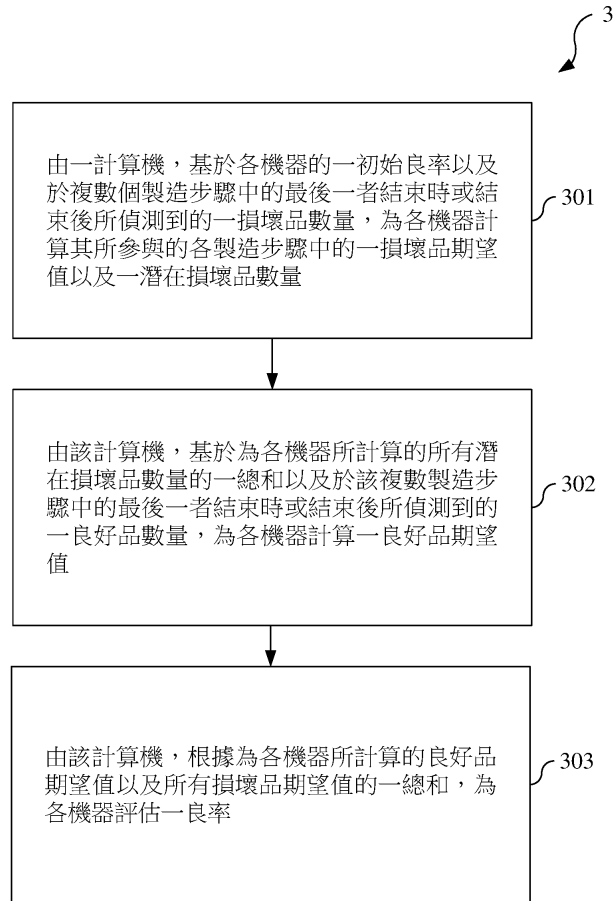 3
由一計算機，基於各機器的一初始良率以及
於複數個製造步驟中的最後一者結束時或結
束後所偵測到的一損壞品數量，為各機器計
算其所參與的各製造步驟中的一損壞品期望
值以及一潛在損壞品數量
301
由該計算機，基於為各機器所計算的所有潛
在損壞品數量的一總和以及於該複數製造步
驟中的最後一者結束時或結束後所偵測到的
一良好品數量，為各機器計算一良好品期望
值
302
由該計算機，根據為各機器所計算的良好品
期望值以及所有損壞品期望值的一總和，為
各機器評估一良率
303